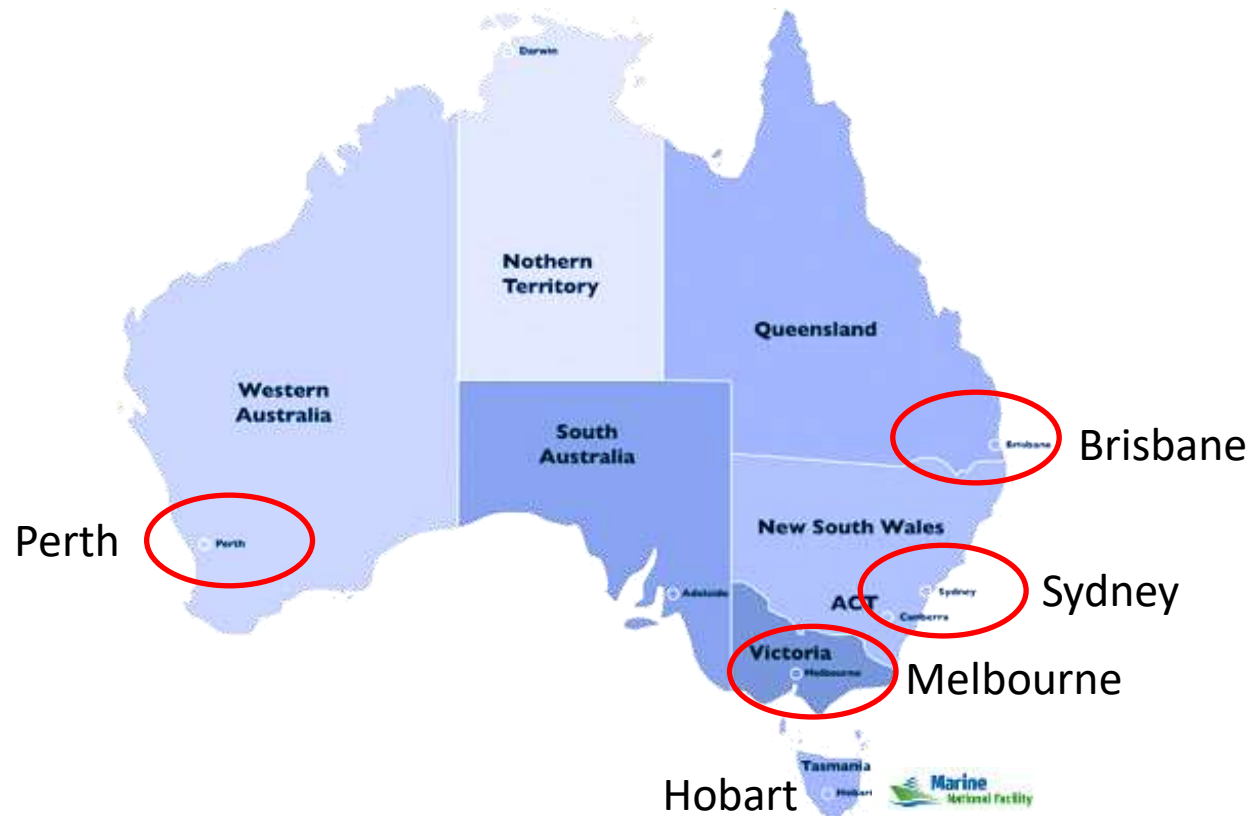 Darwin
Nothern
Territory
Queensland
Western
Australia
South
Australia
Brisbane
Brisbane
New South Wales
Perth
Perth
Adelaide
ACT
Sydney
Sydney
Canberra
Victoria
Melbourne
Melbourne
Tasmania
Hobart
Hobart
Marine
National Facility